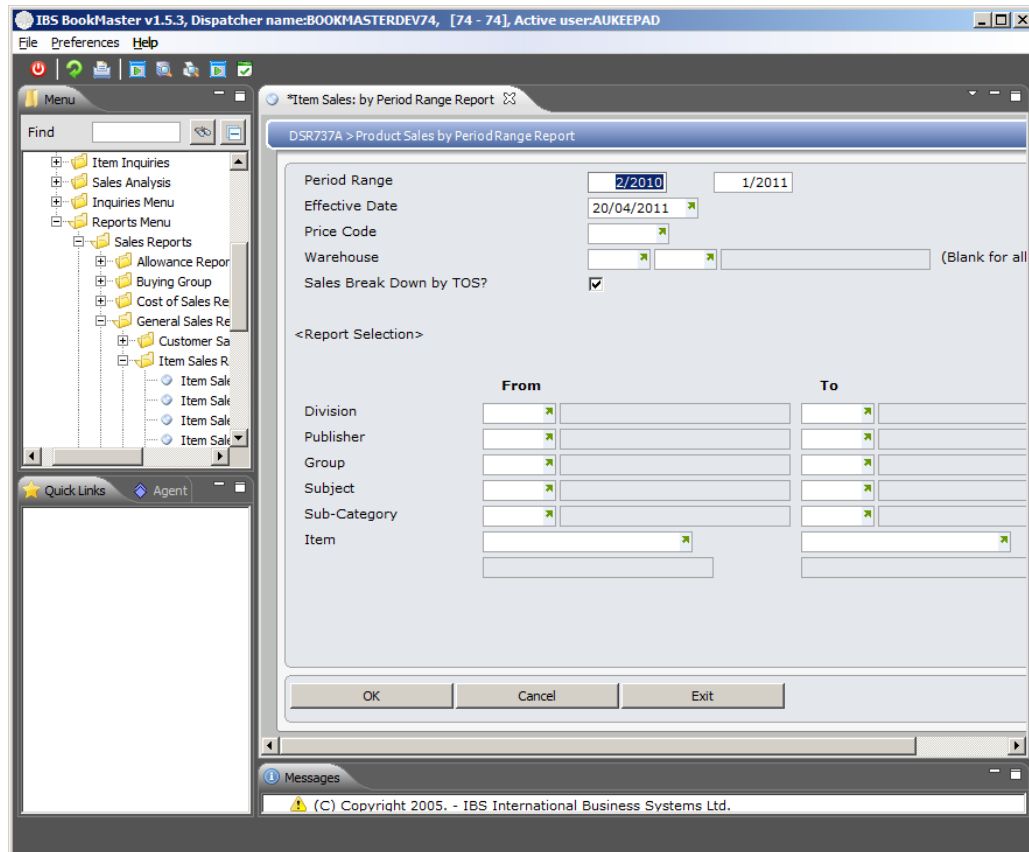 IBS BookMaster v1.5.3, Dispatcher name:BOOKMASTERDEV74, [74 - 74], Active user:AUKEEPAD
File Preferences Help
Menu
*Item Sales: by Period Range Report
Find
DSR737A > Product Sales by Period Range Report
Item Inquiries
Sales Analysis
Inquiries Menu
Reports Menu
Sales Reports
Allowance Repor
Buying Group
Cost of Sales Re
General Sales Re
Customer Sa
Item Sales R
Item Sale
Item Sale
Item Sale
Item Sale
Period Range 2/2010 1/2011
Effective Date 20/04/2011
Price Code
Warehouse (Blank for all
Sales Break Down by TOS?
<Report Selection>
From To
Division
Publisher
Group
Subject
Sub-Category
Item
OK Cancel Exit
Quick Links Agent
Messages
(C) Copyright 2005. - IBS International Business Systems Ltd.